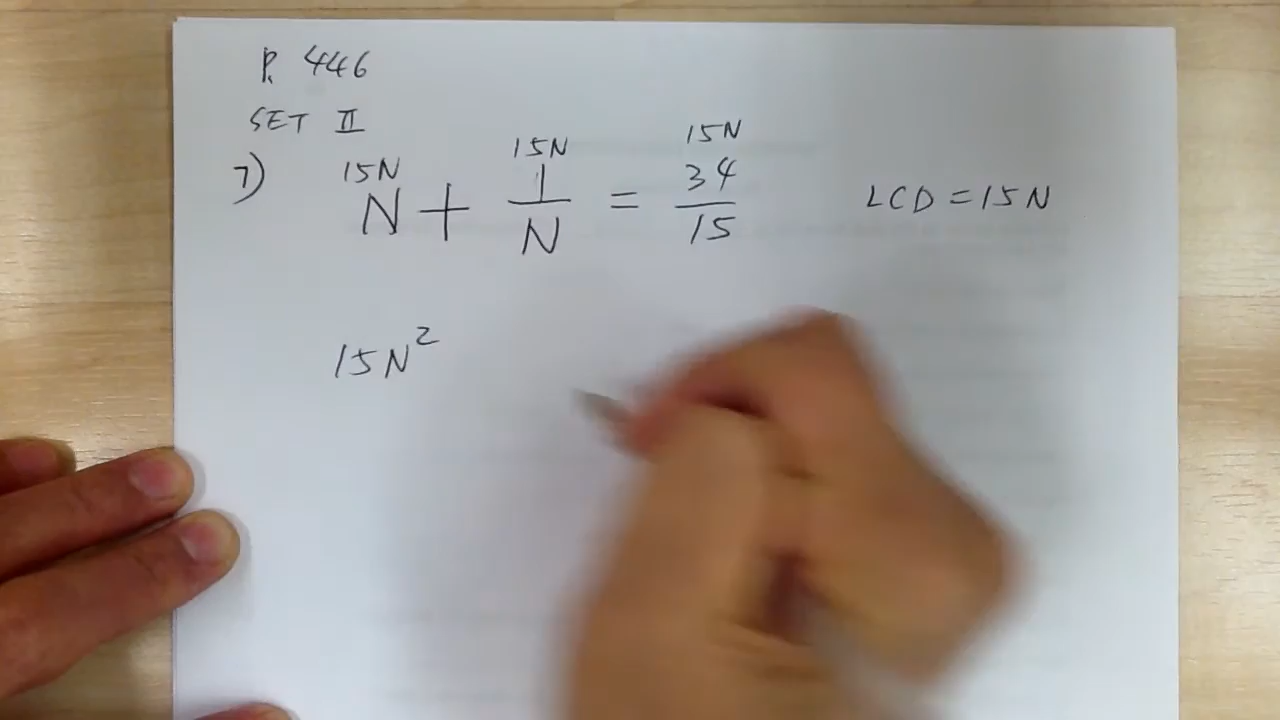 P. 446
SET II
7) 15N N + 15N 1/N = 15N 34/15 LCD = 15N
15N²